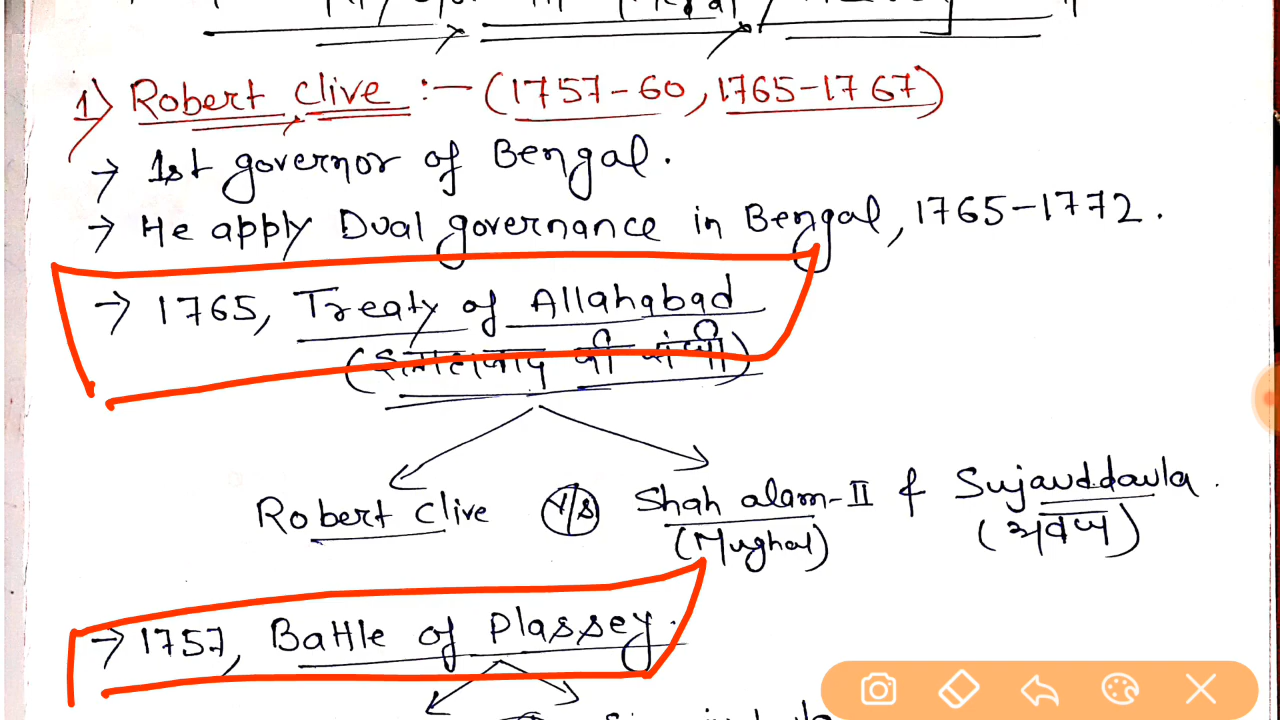 1) Robert Clive :- (1757-60, 1765-1767)
→ 1st governor of Bengal.
→ He apply Dual governance in Bengal, 1765-1772.
→ 1765, Treaty of Allahabad
की संधी)
Robert Clive V/S Shah alam-II & Sujauddaula.
(Mughal) (अवध)
→ 1757, Battle of Plassey.